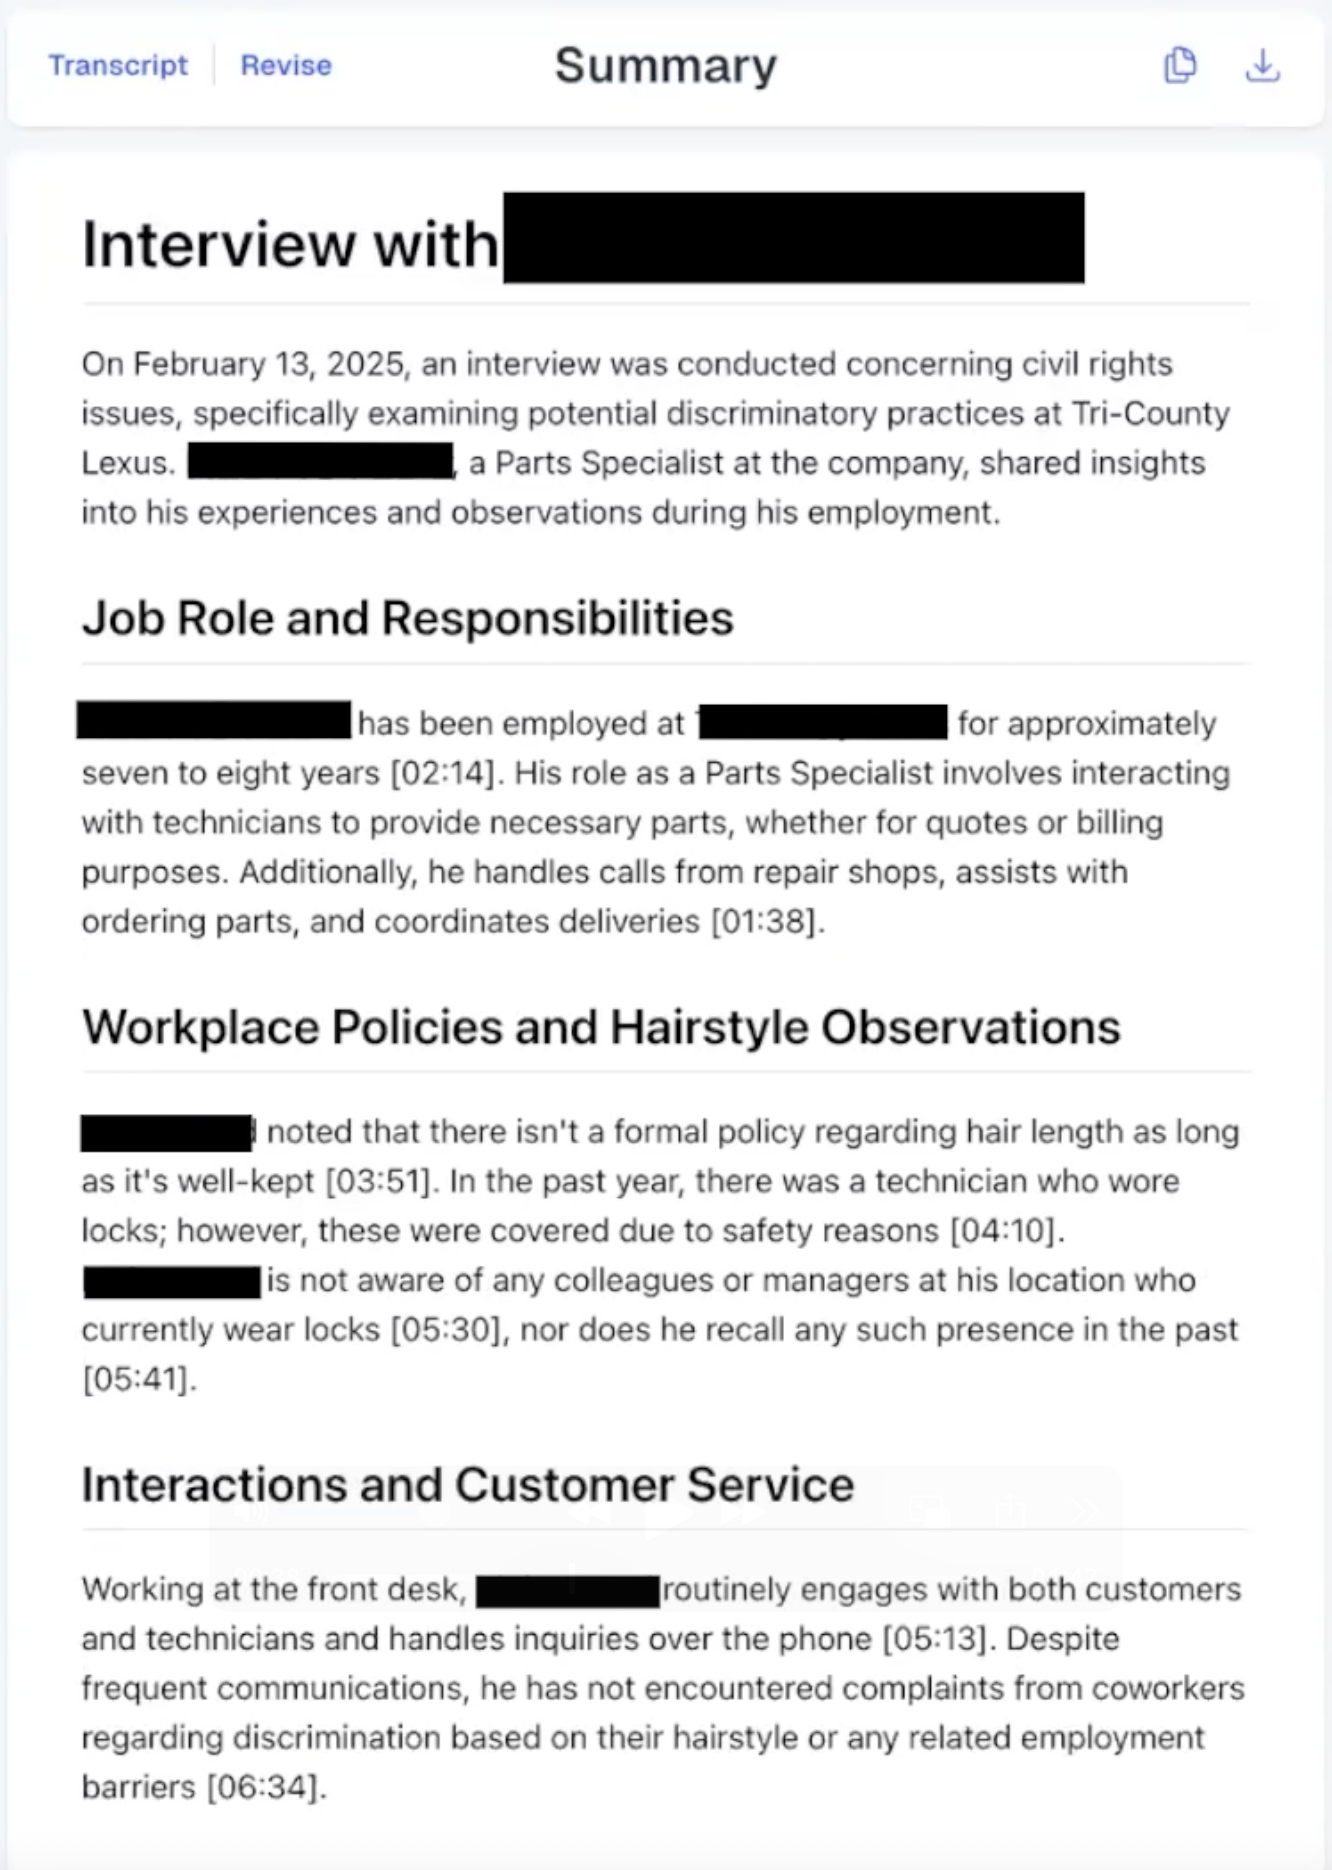 Transcript
Revise
Summary
Interview with
On February 13, 2025, an interview was conducted concerning civil rights
issues, specifically examining potential discriminatory practices at Tri-County
Lexus. , a Parts Specialist at the company, shared insights
into his experiences and observations during his employment.
Job Role and Responsibilities
has been employed at for approximately
seven to eight years [02:14]. His role as a Parts Specialist involves interacting
with technicians to provide necessary parts, whether for quotes or billing
purposes. Additionally, he handles calls from repair shops, assists with
ordering parts, and coordinates deliveries [01:38].
Workplace Policies and Hairstyle Observations
noted that there isn't a formal policy regarding hair length as long
as it's well-kept [03:51]. In the past year, there was a technician who wore
locks; however, these were covered due to safety reasons [04:10].
is not aware of any colleagues or managers at his location who
currently wear locks [05:30], nor does he recall any such presence in the past
[05:41].
Interactions and Customer Service
Working at the front desk, routinely engages with both customers
and technicians and handles inquiries over the phone [05:13]. Despite
frequent communications, he has not encountered complaints from coworkers
regarding discrimination based on their hairstyle or any related employment
barriers [06:34].